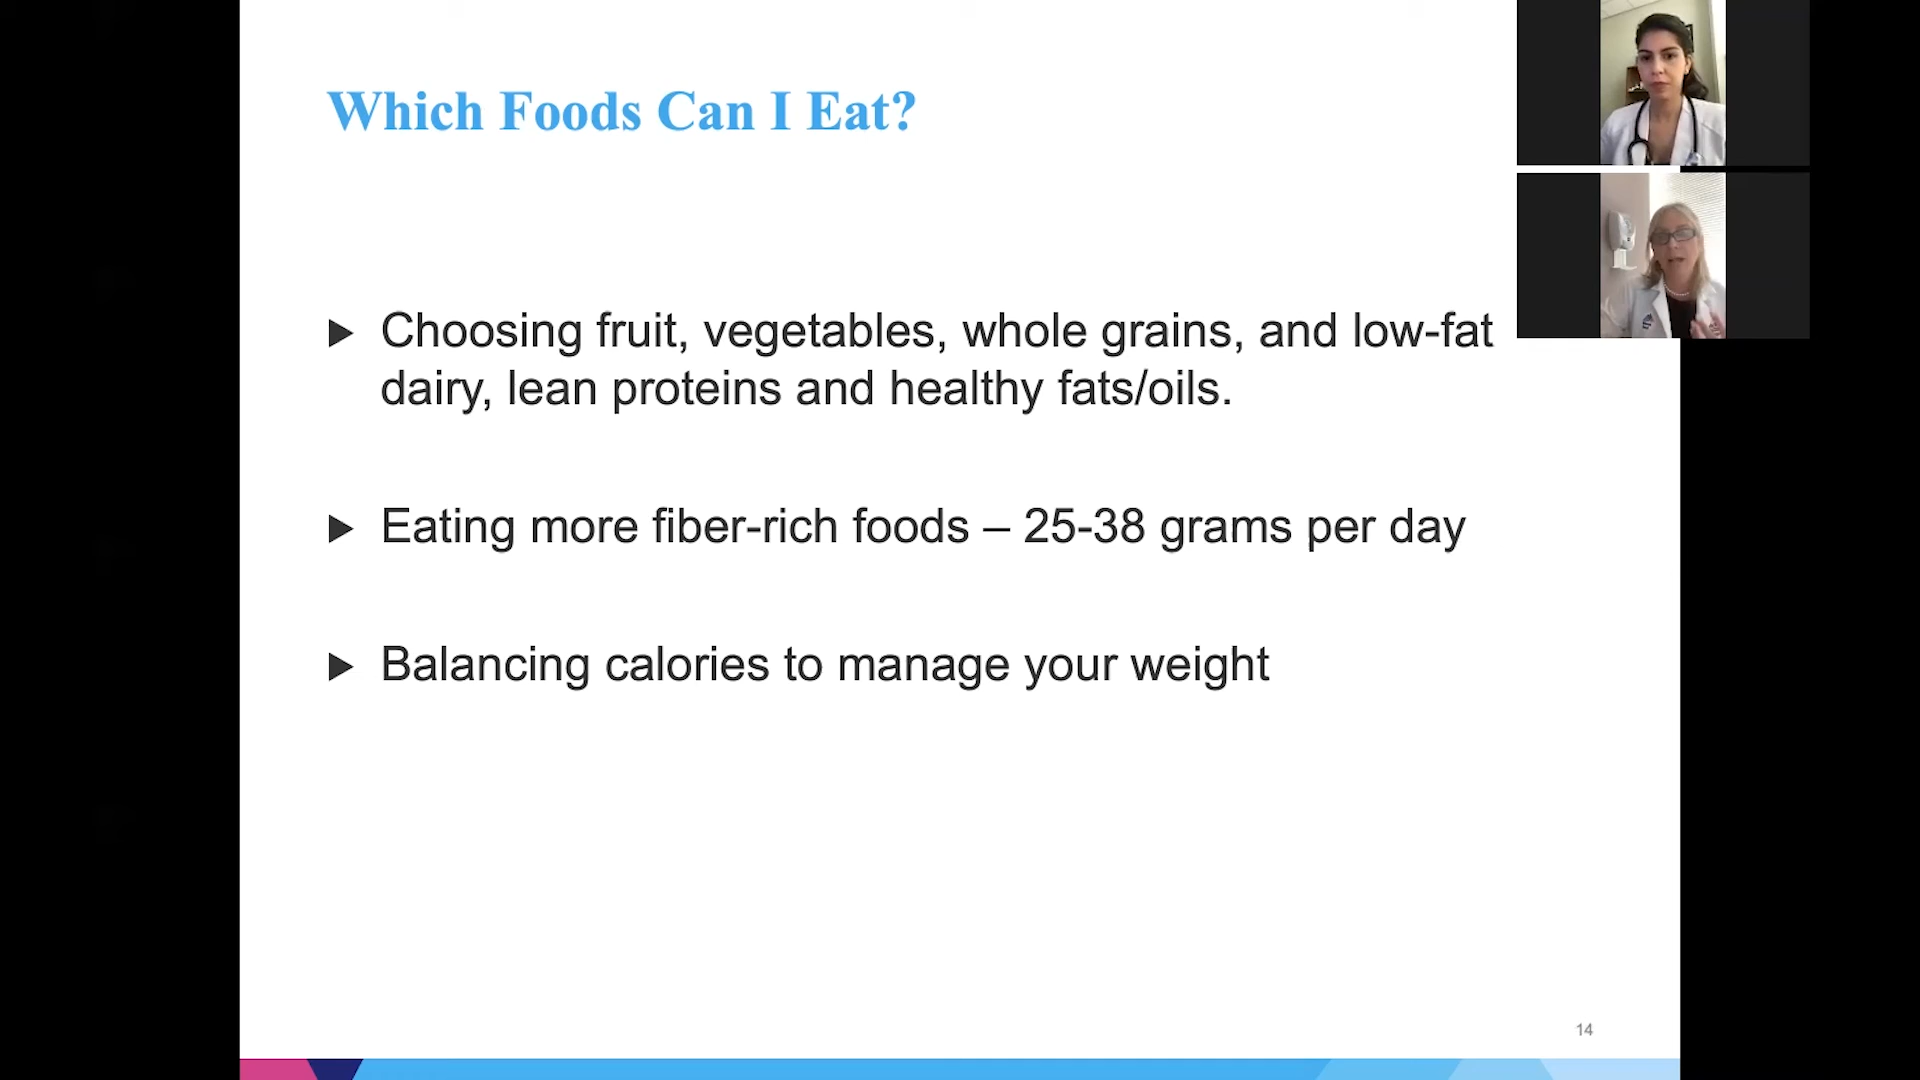 Which Foods Can I Eat?
▶ Choosing fruit, vegetables, whole grains, and low-fat
dairy, lean proteins and healthy fats/oils.
▶ Eating more fiber-rich foods – 25-38 grams per day
▶ Balancing calories to manage your weight
14